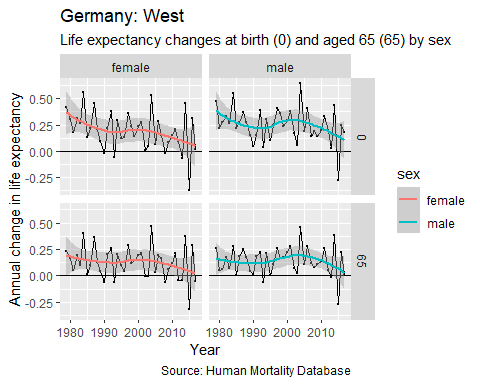 Germany: West
Life expectancy changes at birth (0) and aged 65 (65) by sex
female
male
Annual change in life expectancy
0.50
0.25
0.00
-0.25
0
0.50
0.25
0.00
-0.25
65
1980 1990 2000 2010
1980 1990 2000 2010
Year
sex
female
male
Source: Human Mortality Database